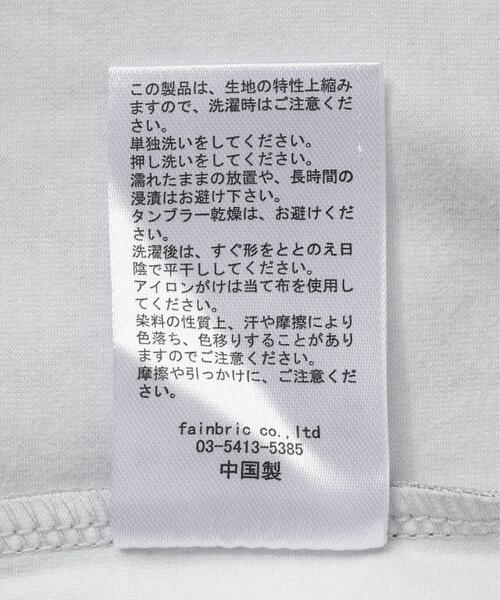 この製品は、生地の特性上縮み
ますので、洗濯時はご注意くだ
さい。
単独洗いをしてください。
押し洗いをしてください。
濡れたままの放置や、長時間の
浸漬はお避け下さい。
タンブラー乾燥は、お避けくだ
さい。
洗濯後は、すぐ形をととのえ日
陰で平干ししてください。
アイロンがけは当て布を使用し
てください。
染料の性質上、汗や摩擦により
色落ち、色移りすることがあり
ますのでご注意ください。
摩擦や引っかけに、ご注意くだ
さい。
fainbric co.,ltd
03-5413-5385
中国製